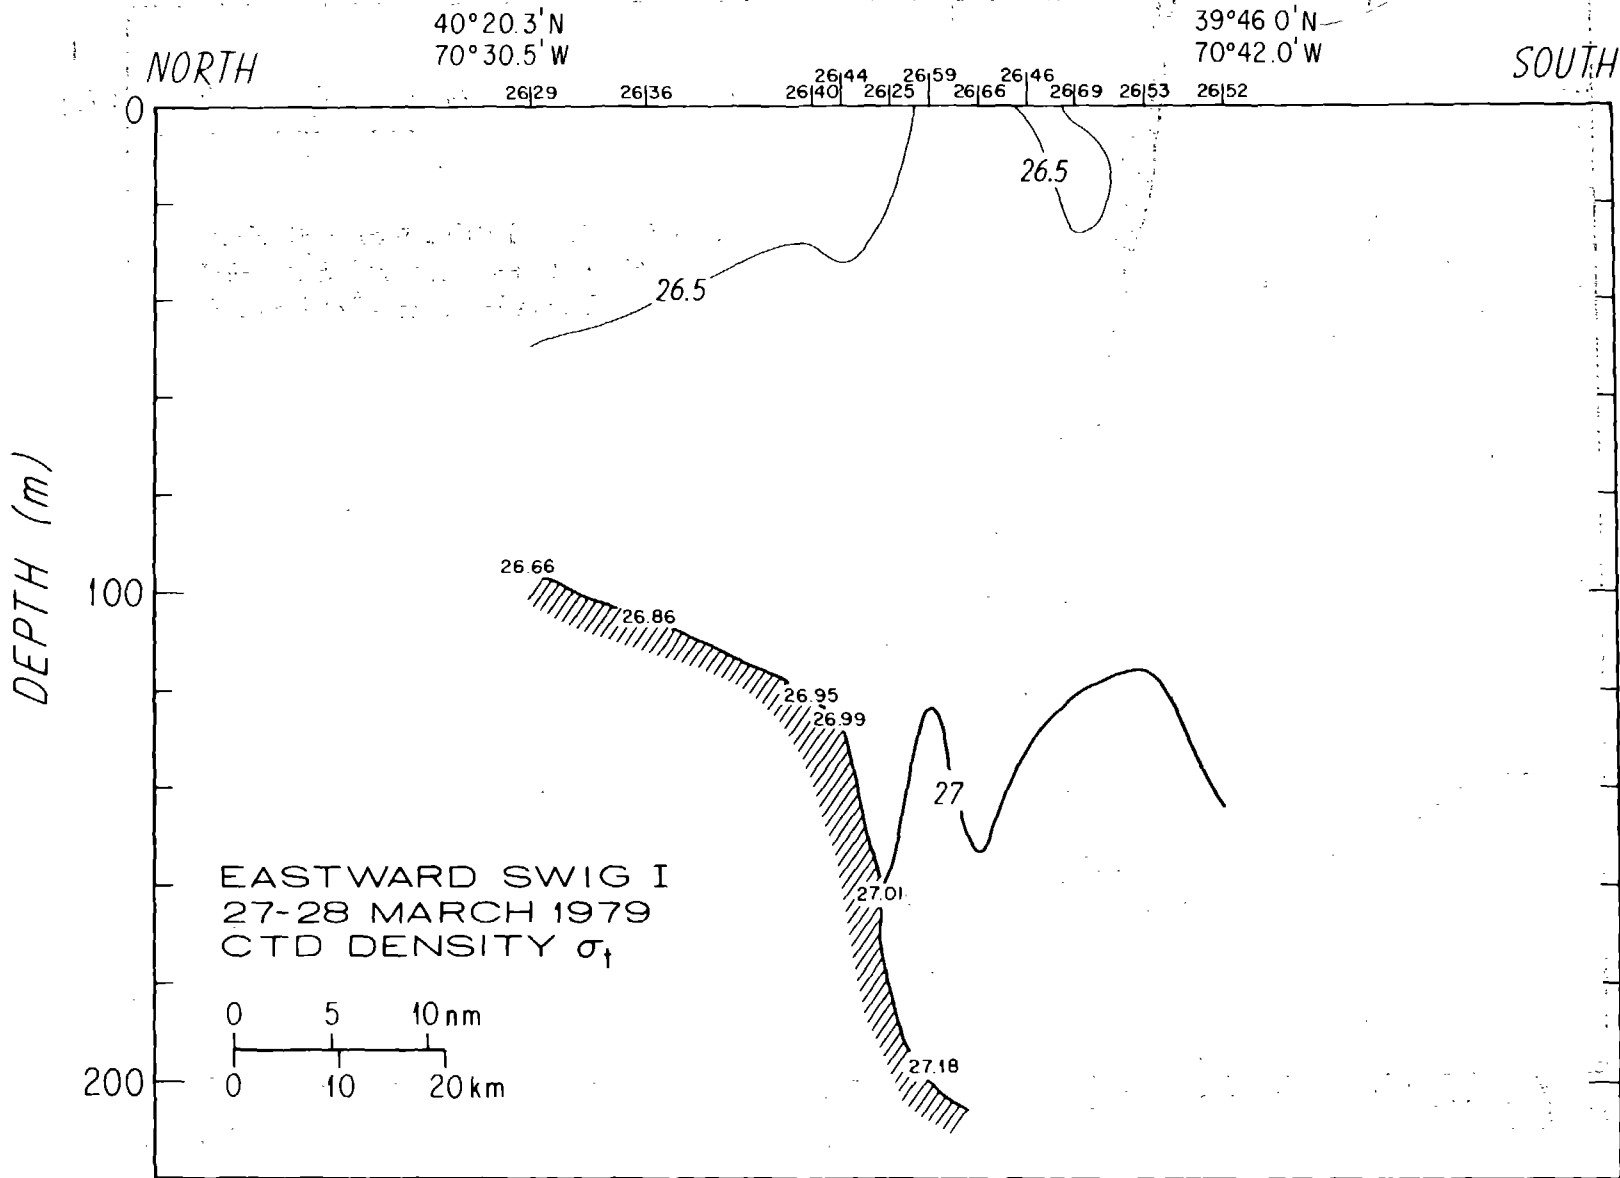 40°20.3'N
70°30.5'W
39°46 0'N
70°42.0'W
NORTH
SOUTH
26|44
26|59
26|46
26|29
26|36
26|40
26|25
26|66
26|69
26|53
26|52
0
26.5
26.5
DEPTH (m)
100
26.66
26.86
26.95
26.99
27
27.01
EASTWARD SWIG I
27-28 MARCH 1979
CTD DENSITY σt
0 5 10 nm
0 10 20 km
27.18
200